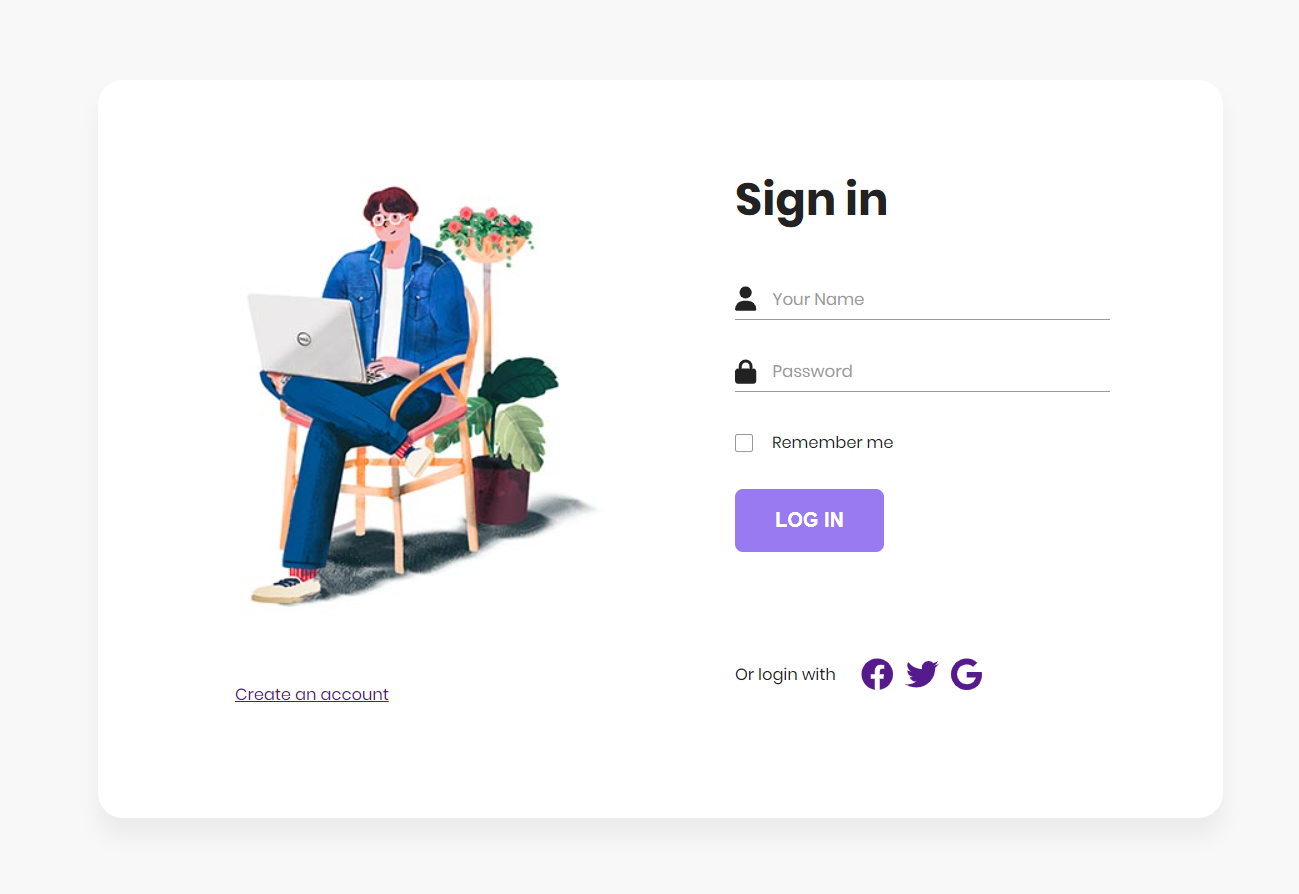 Sign in
Your Name
Password
Remember me
LOG IN
Or login with
Create an account